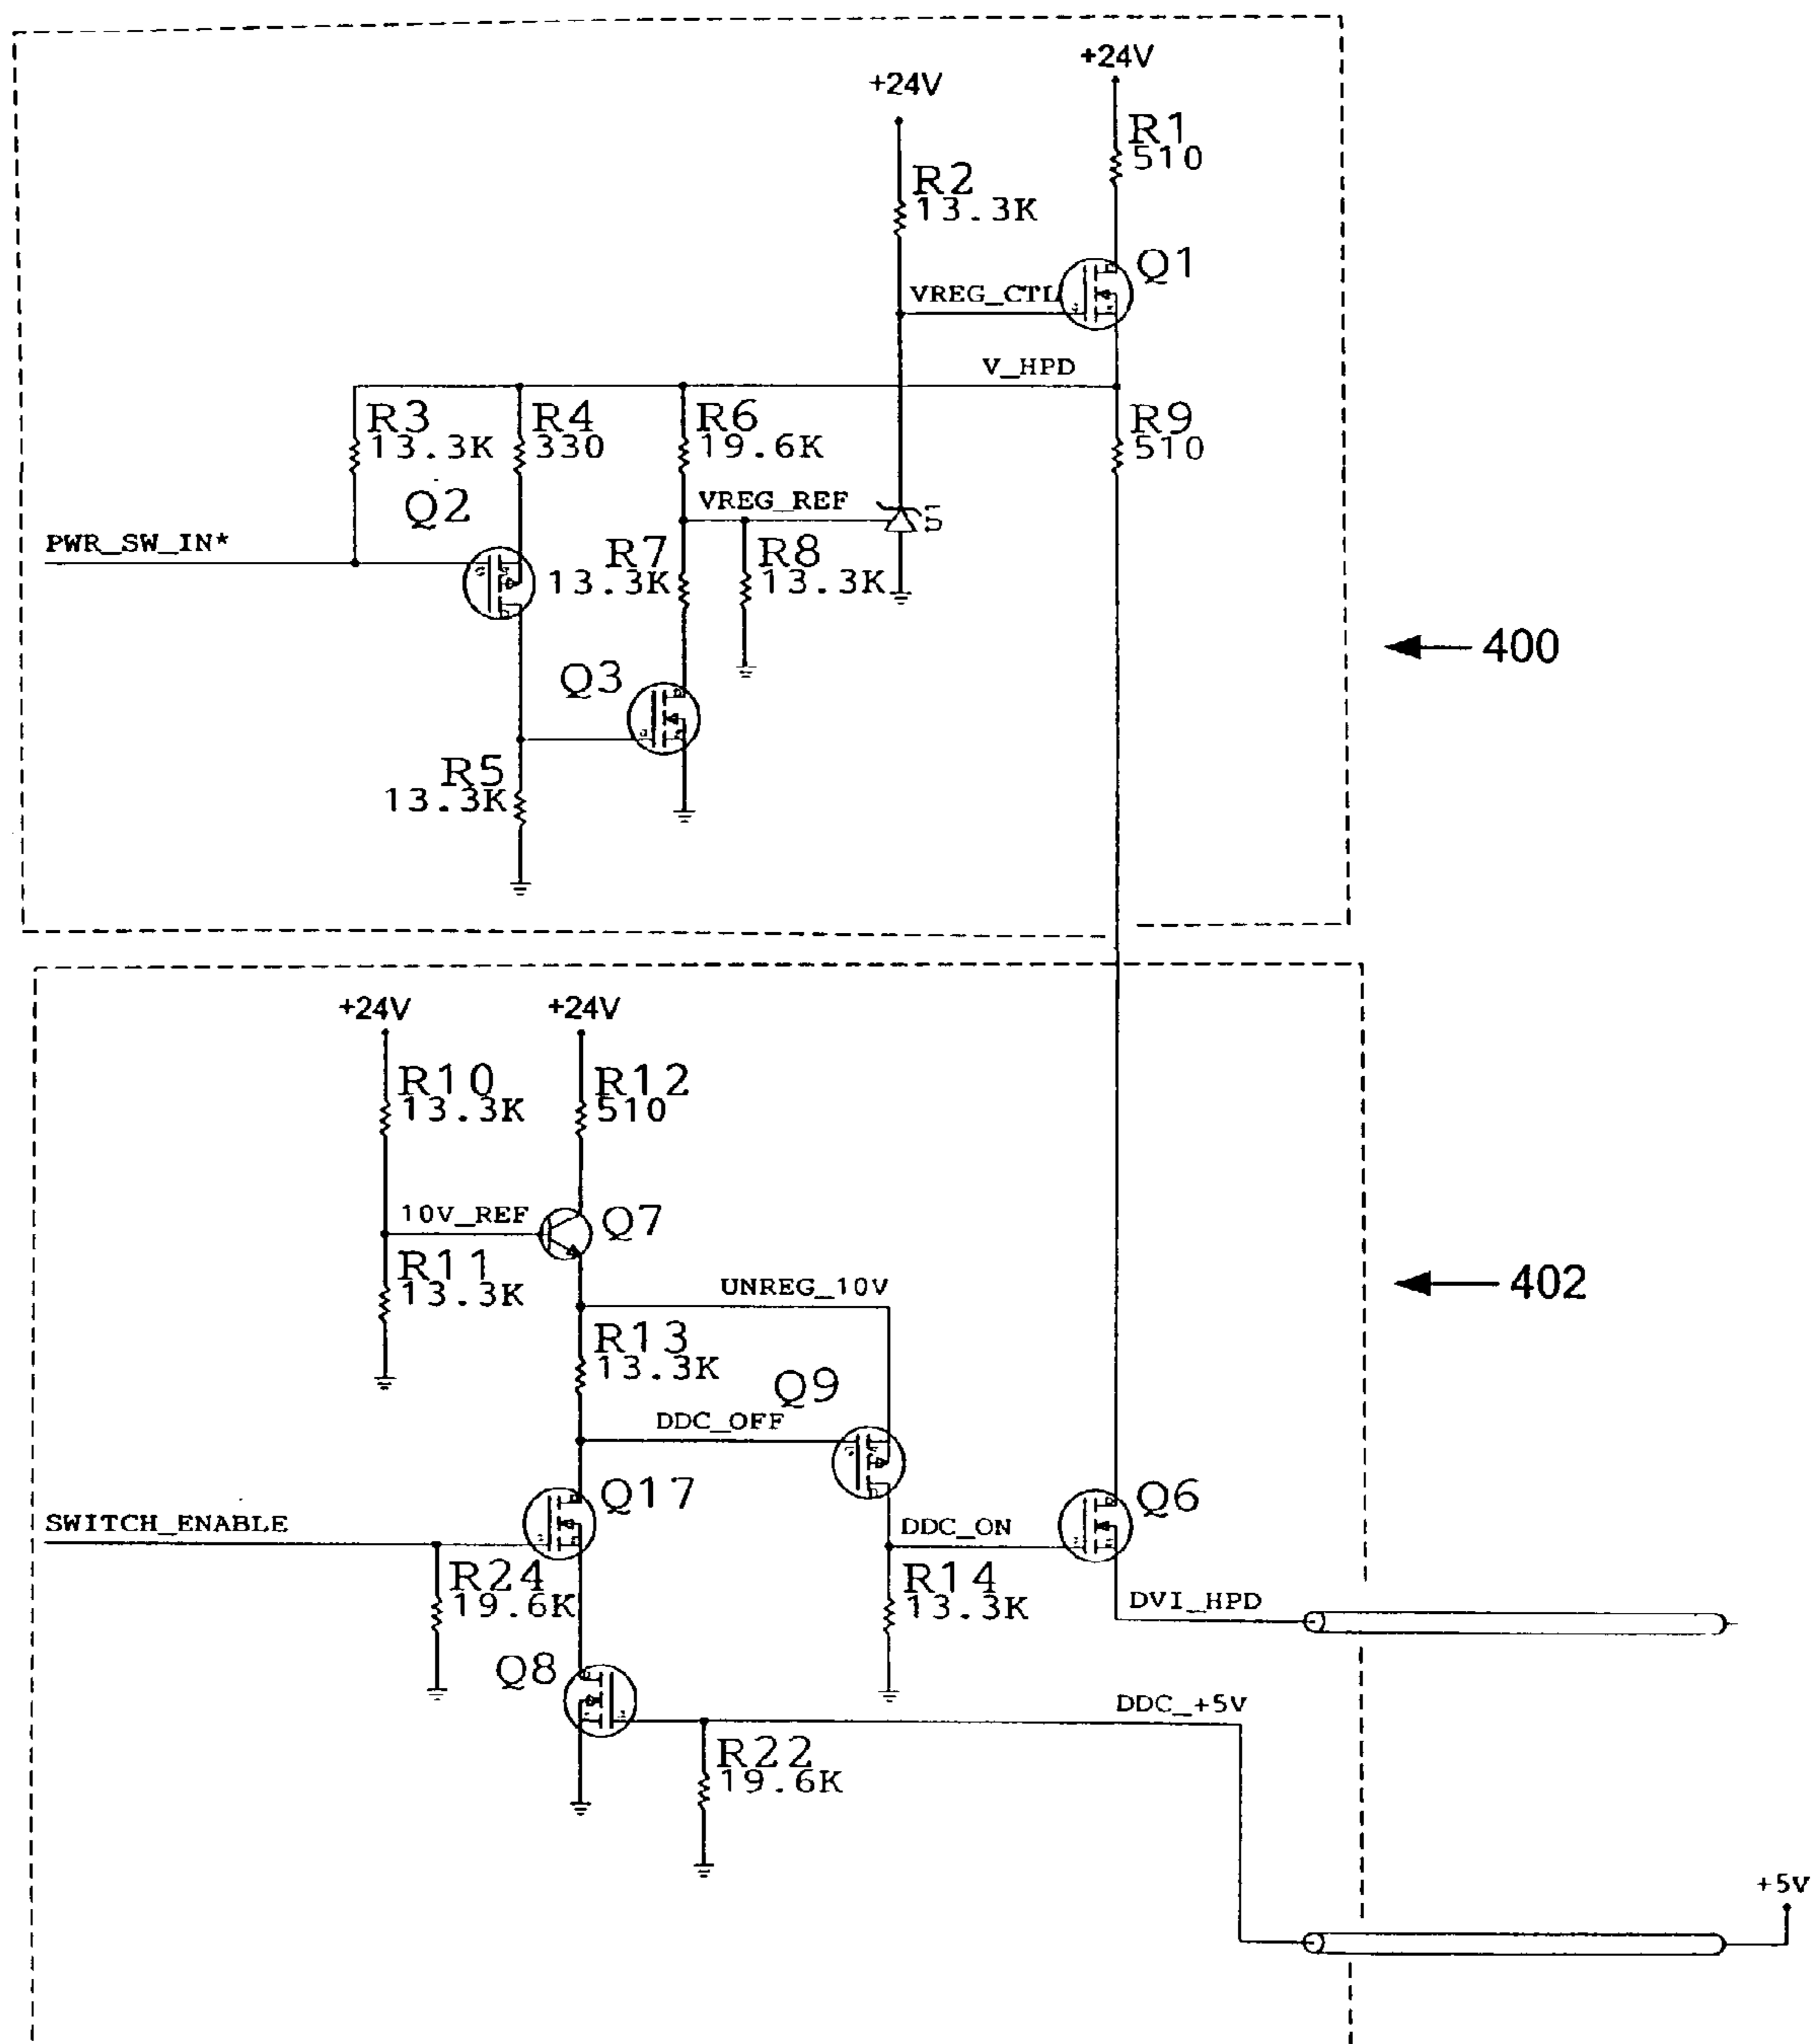 +24V
+24V
R1
510
R2
13.3K
Q1
VREG_CTL
V_HPD
R3
13.3K
R4
330
R6
19.6K
R9
510
Q2
VREG_REF
5
PWR_SW_IN*
R7
13.3K
R8
13.3K
400
Q3
R5
13.3K
+24V
+24V
R10
13.3K
R12
510
10V_REF
Q7
R11
13.3K
UNREG_10V
402
R13
13.3K
Q9
DDC_OFF
Q17
Q6
SWITCH_ENABLE
DDC_ON
R24
19.6K
R14
13.3K
DVI_HPD
Q8
DDC_+5V
R22
19.6K
+5V